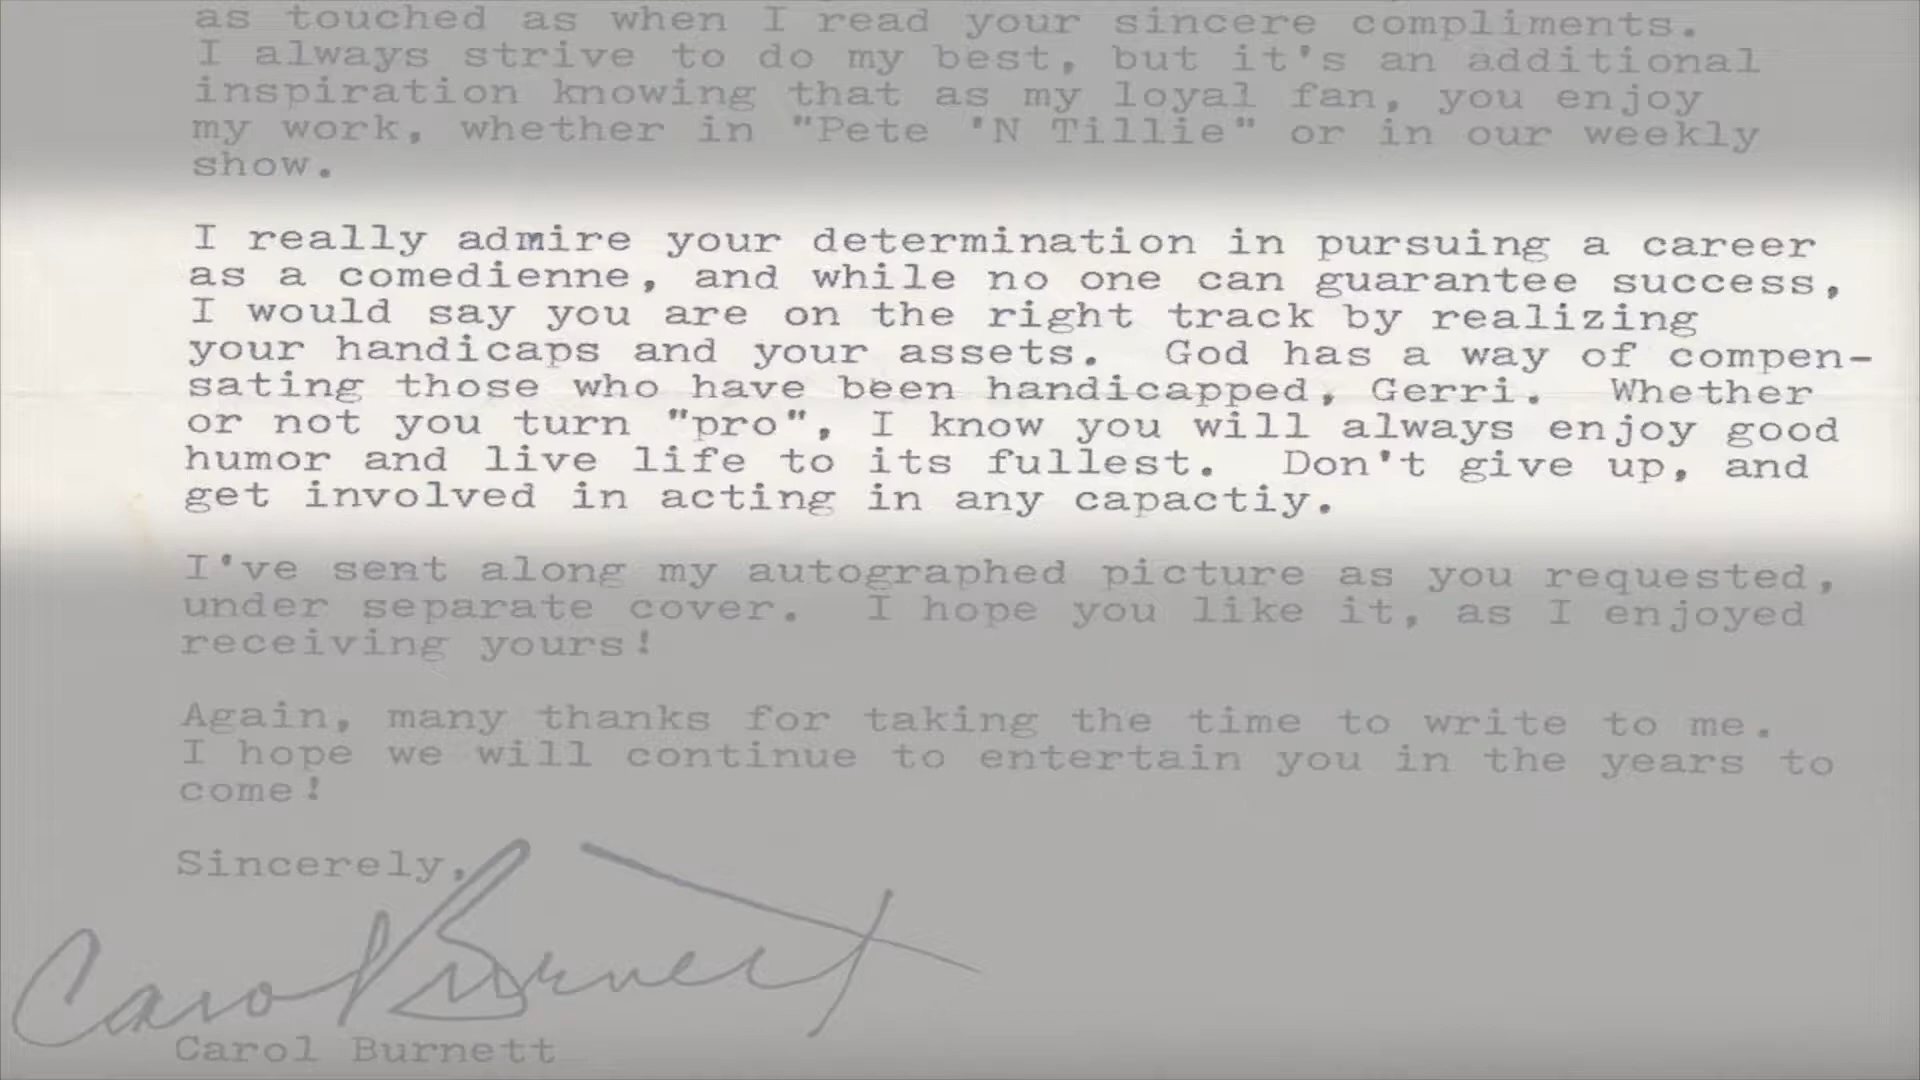 as touched as when I read your sincere compliments.
I always strive to do my best, but it's an additional
inspiration knowing that as my loyal fan, you enjoy
my work, whether in "Pete 'N Tillie" or in our weekly
show.
I really admire your determination in pursuing a career
as a comedienne, and while no one can guarantee success,
I would say you are on the right track by realizing
your handicaps and your assets. God has a way of compen-
sating those who have been handicapped, Gerri. Whether
or not you turn "pro", I know you will always enjoy good
humor and live life to its fullest. Don't give up, and
get involved in acting in any capactiy.
I've sent along my autographed picture as you requested,
under separate cover. I hope you like it, as I enjoyed
receiving yours!
Again, many thanks for taking the time to write to me.
I hope we will continue to entertain you in the years to
come!
Sincerely,
Carol Burnett
Carol Burnett